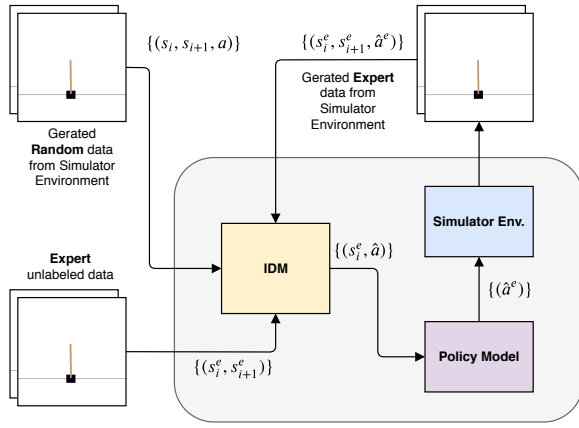 {(s_i, s_{i+1}, a)}
{(s_i^e, s_{i+1}^e, â^e)}
Gerated
Random data
from Simulator
Environment
Gerated Expert
data from
Simulator
Environment
Simulator Env.
Expert
unlabeled data
IDM
{(s_i^e, â)}
{(â^e)}
Policy Model
{(s_i^e, s_{i+1}^e)}